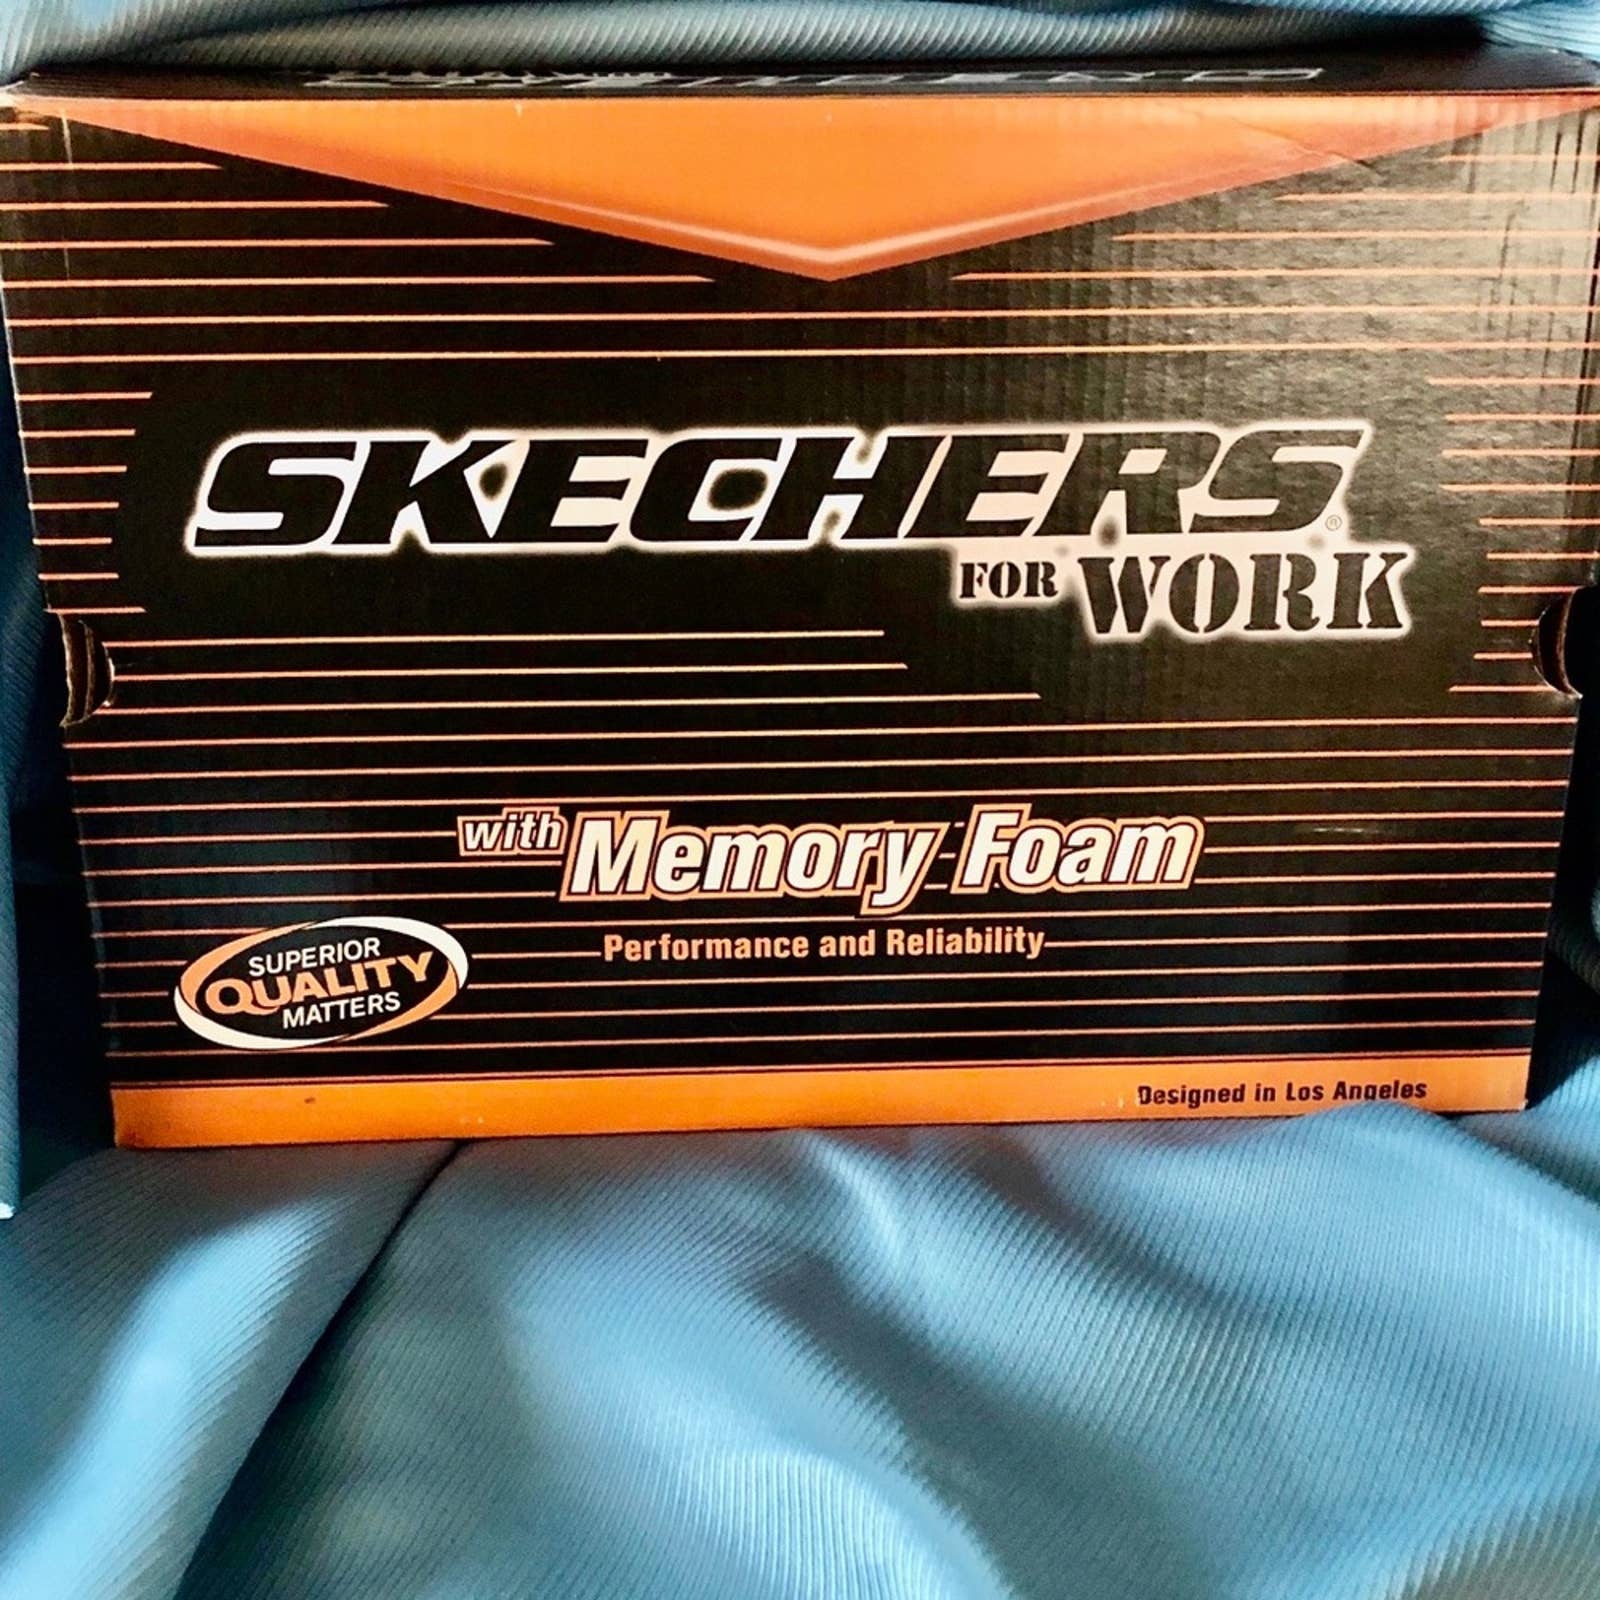 SKECHERS®
FOR WORK
with Memory Foam
Performance and Reliability
SUPERIOR
QUALITY
MATTERS
Designed in Los Angeles